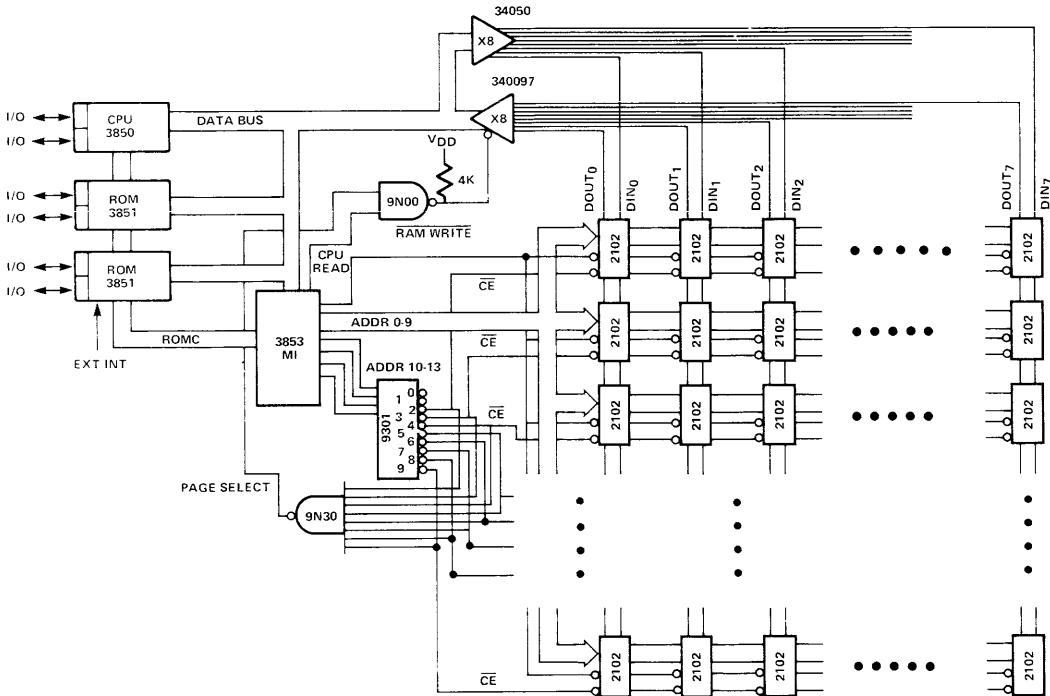 34050
X8
340097
X8
I/O
I/O
CPU
3850
DATA BUS
VDD
4K
I/O
I/O
ROM
3851
9N00
RAM WRITE
CPU
READ
I/O
I/O
ROM
3851
EXT INT
ROMC
3853
MI
ADDR 0-9
ADDR 10-13
9301
0
1
2
3
4
5
6
7
8
9
PAGE SELECT
9N30
DOUT0
DIN0
DOUT1
DIN1
DOUT2
DIN2
DOUT7
DIN7
CE
2102
2102
2102
2102
CE
2102
2102
2102
2102
CE
2102
2102
2102
2102
CE
2102
2102
2102
2102